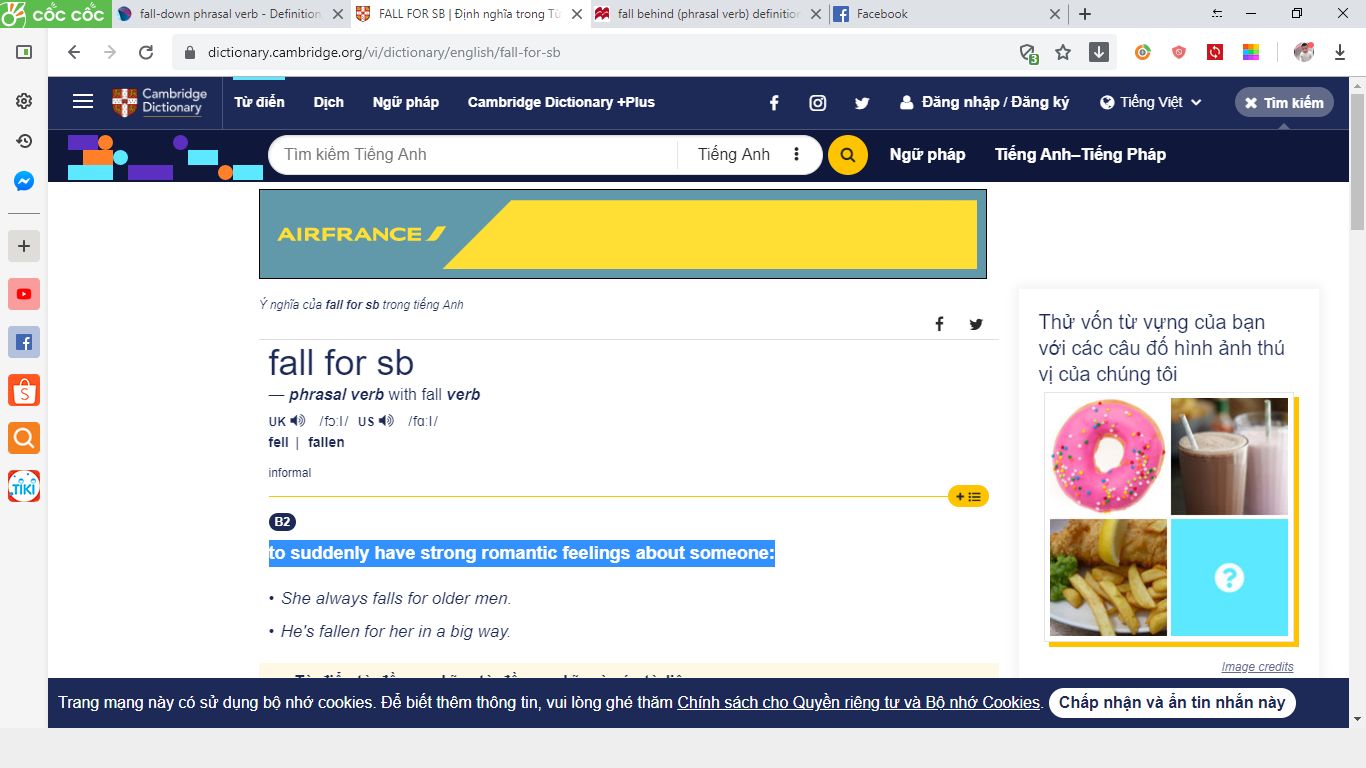 cốc cốc
fall-down phrasal verb - Definition,
FALL FOR SB | Định nghĩa trong Từ
fall behind (phrasal verb) definition
Facebook
dictionary.cambridge.org/vi/dictionary/english/fall-for-sb
3
Cambridge
Dictionary
Từ điển
Dịch
Ngữ pháp
Cambridge Dictionary +Plus
Đăng nhập / Đăng ký
Tiếng Việt
Tìm kiếm
Tìm kiếm Tiếng Anh
Tiếng Anh
Ngữ pháp
Tiếng Anh–Tiếng Pháp
AIRFRANCE
Ý nghĩa của fall for sb trong tiếng Anh
fall for sb
— phrasal verb with fall verb
UK /fɔːl/ US /fɑːl/
fell | fallen
informal
B2
to suddenly have strong romantic feelings about someone:
• She always falls for older men.
• He's fallen for her in a big way.
Thử vốn từ vựng của bạn
với các câu đố hình ảnh thú
vị của chúng tôi
?
Image credits
TIKI
Trang mạng này có sử dụng bộ nhớ cookies. Để biết thêm thông tin, vui lòng ghé thăm Chính sách cho Quyền riêng tư và Bộ nhớ Cookies.
Chấp nhận và ẩn tin nhắn này